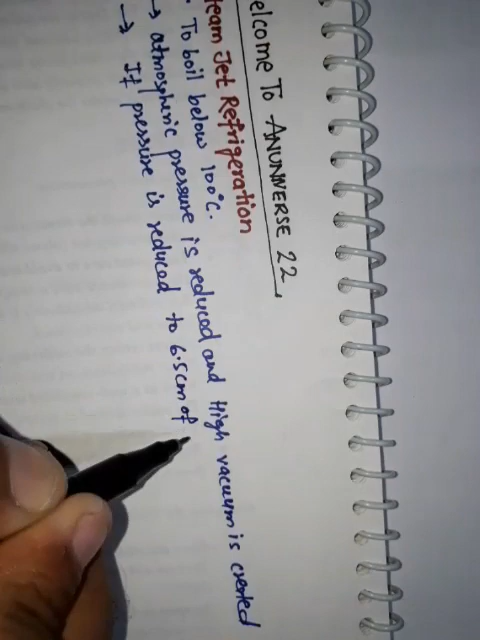 elcome To ANUNIVERSE 22
team Jet Refrigeration
• To boil below 100°C.
→ atmospheric pressure is reduced and High vacuum is created
→ If pressure is reduced to 6.5cm of